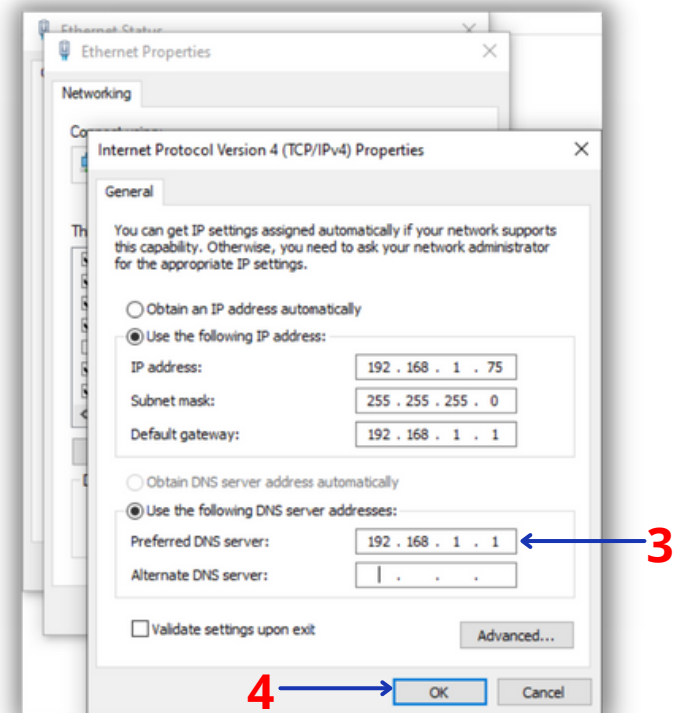 Ethernet Status
Ethernet Properties
Networking
Connect using:
Internet Protocol Version 4 (TCP/IPv4) Properties
General
You can get IP settings assigned automatically if your network supports
this capability. Otherwise, you need to ask your network administrator
for the appropriate IP settings.
Obtain an IP address automatically
Use the following IP address:
IP address: 192 . 168 . 1 . 75
Subnet mask: 255 . 255 . 255 . 0
Default gateway: 192 . 168 . 1 . 1
Obtain DNS server address automatically
Use the following DNS server addresses:
Preferred DNS server: 192 . 168 . 1 . 1 3
Alternate DNS server: . . .
Validate settings upon exit
Advanced...
4 OK Cancel